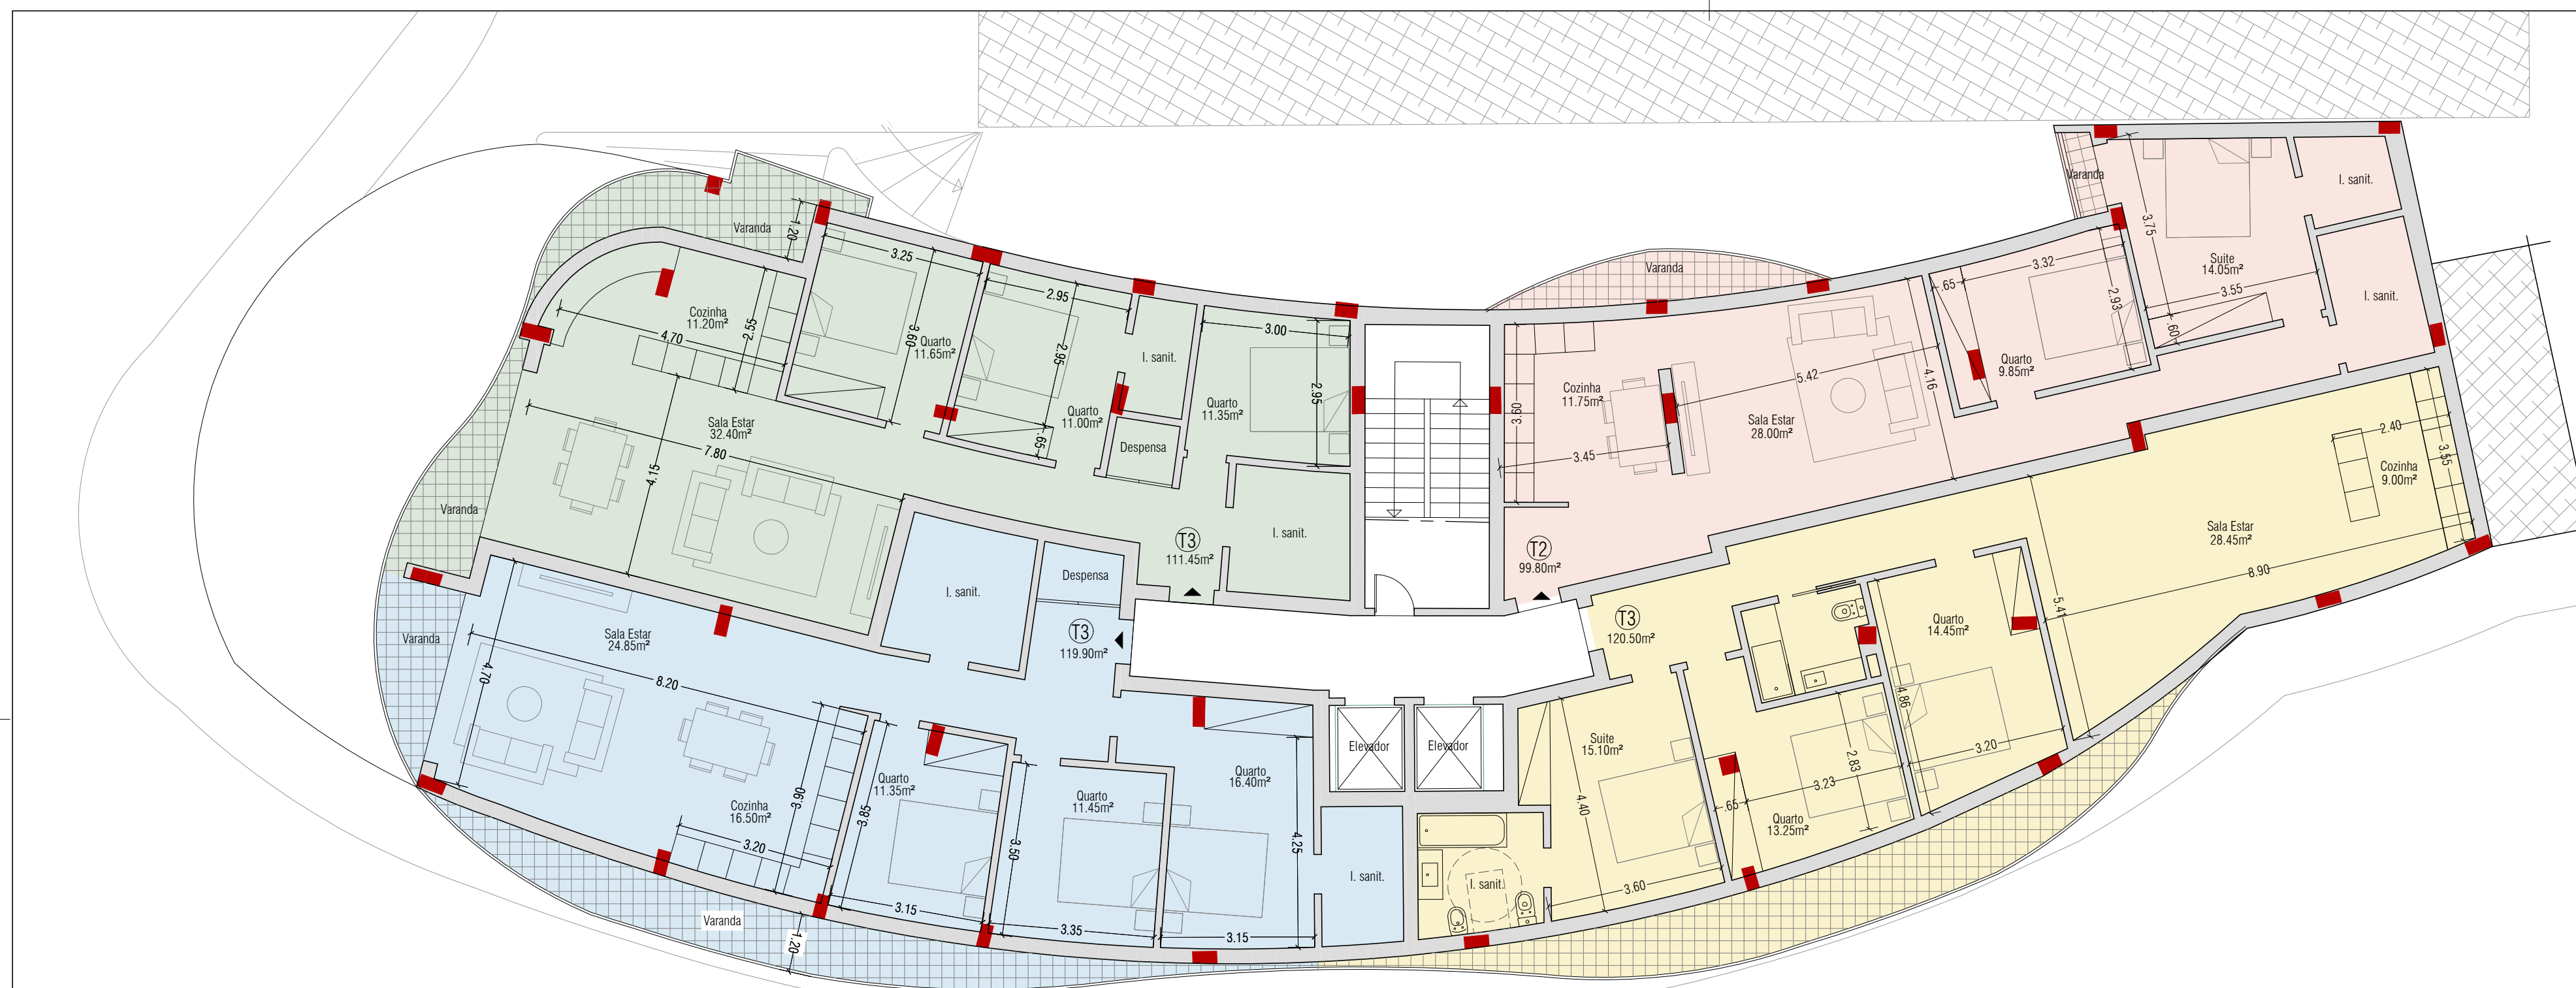 Varanda
1.20
3.25
Cozinha
11.20m²
4.70
2.55
3.60
Quarto
11.65m²
2.95
2.95
.65
Quarto
11.00m²
I. sanit.
Despensa
3.00
2.95
Quarto
11.35m²
I. sanit.
Sala Estar
32.40m²
7.80
4.15
Varanda
T3
111.45m²
Varanda
Cozinha
11.75m²
3.60
3.45
5.42
4.16
Sala Estar
28.00m²
T2
99.80m²
.65
3.32
2.93
Quarto
9.85m²
Varanda
3.75
Suite
14.05m²
3.55
.60
I. sanit.
I. sanit.
2.40
3.55
Cozinha
9.00m²
Sala Estar
28.45m²
8.90
5.41
T3
120.50m²
Quarto
14.45m²
4.86
3.20
2.83
3.23
.65
Quarto
13.25m²
Suite
15.10m²
4.40
3.60
I. sanit.
Elevador
Elevador
I. sanit.
Despensa
T3
119.90m²
Varanda
Sala Estar
24.85m²
4.70
8.20
Cozinha
16.50m²
3.90
3.20
3.85
Quarto
11.35m²
3.15
Quarto
11.45m²
3.50
3.35
Quarto
16.40m²
4.25
3.15
I. sanit.
Varanda
1.20